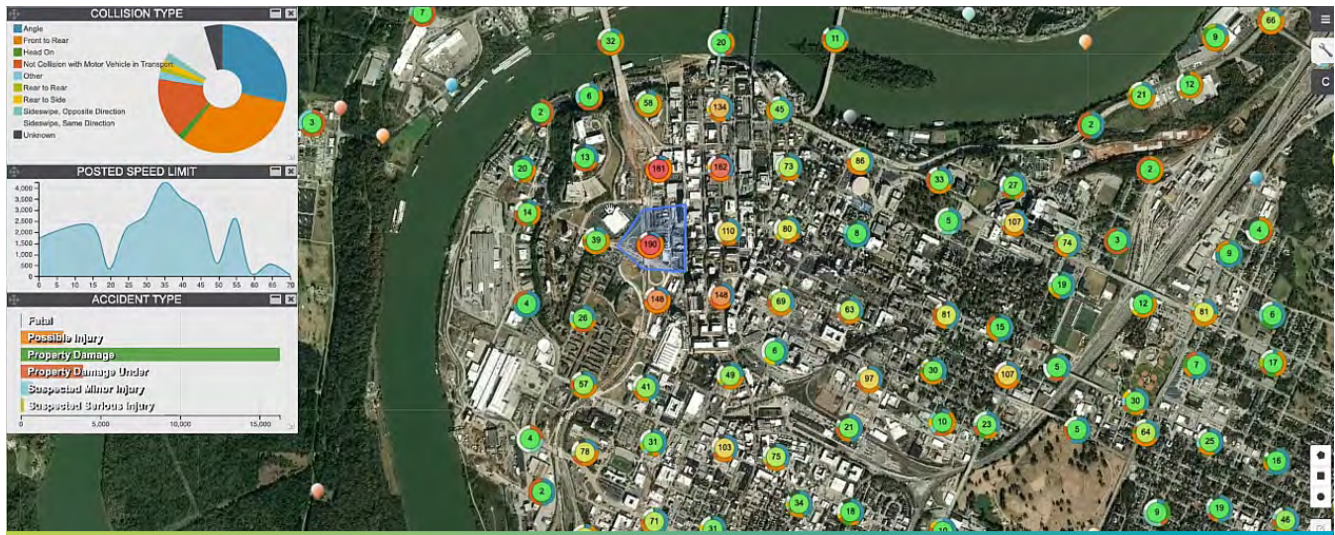 COLLISION TYPE
Angle
Front to Rear
Head On
Not Collision with Motor Vehicle in Transport
Other
Rear to Rear
Rear to Side
Sideswipe, Opposite Direction
Sideswipe, Same Direction
Unknown
POSTED SPEED LIMIT
4,000
3,500
3,000
2,500
2,000
1,500
1,000
500
0
0 5 10 15 20 25 30 35 40 45 50 55 60 65 70
ACCIDENT TYPE
Fatal
Possible Injury
Property Damage
Property Damage Under
Suspected Minor Injury
Suspected Serious Injury
0 5,000 10,000 15,000
7 66
32 20 11 9
12
6 58 134 45 21
3 2 2
13 181 162 73 86
20 33 27 2
14 5 107
39 190 110 80 8 74 3 4
9
19
4 148 148 69 63 12 81 6
26 81 15
6
57 41 49 97 30 107 5 7 17
30
21 10 23 5 64
4 31 103 75 25
78 16
2 34 18 9 19
71 31 10 46
C